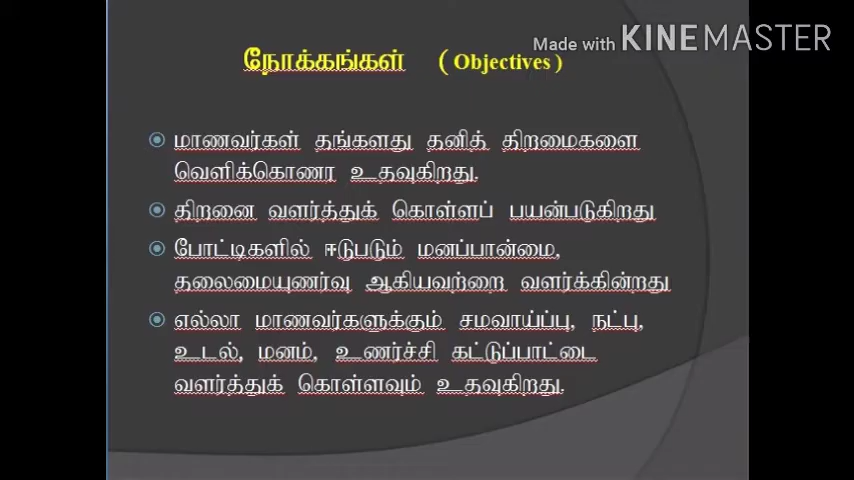 Made with KINEMASTER
நோக்கங்கள் ( Objectives )
மாணவர்கள் தங்களது தனித் திறமைகளை
வெளிக்கொணர உதவுகிறது.
திறனை வளர்த்துக் கொள்ளப் பயன்படுகிறது
போட்டிகளில் ஈடுபடும் மனப்பான்மை,
தலைமையுணர்வு ஆகியவற்றை வளர்க்கின்றது
எல்லா மாணவர்களுக்கும் சமவாய்ப்பு, நட்பு,
உடல், மனம், உணர்ச்சி கட்டுப்பாட்டை
வளர்த்துக் கொள்ளவும் உதவுகிறது.